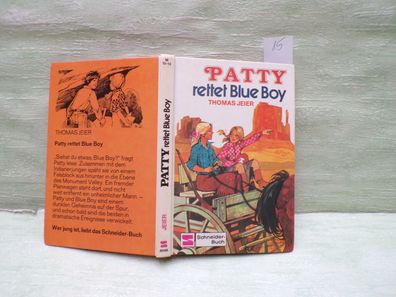 15
PATTY
rettet Blue Boy
THOMAS JEIER
Schneider-
Buch
PATTY rettet Blue Boy
JEIER
THOMAS JEIER
Patty rettet Blue Boy
„Siehst du etwas, Blue Boy?“ fragt
Patty leise. Zusammen mit dem
Indianerjungen späht sie von einem
Felsblock aus hinunter in die Ebene
des Monument Valley. Ein fremder
Planwagen steht dort, und nicht
weit entfernt ein unheimlicher Mann. –
Patty und Blue Boy sind einem
dunklen Geheimnis auf der Spur,
und schon bald sind die beiden in
dramatische Ereignisse verwickelt.
Wer jung ist, liebt das Schneider-Buch